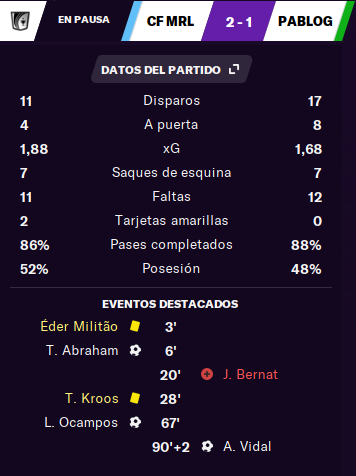 EN PAUSA CF MRL 2 - 1 PABLOG
DATOS DEL PARTIDO
11 Disparos 17
4 A puerta 8
1,88 xG 1,68
7 Saques de esquina 7
11 Faltas 12
2 Tarjetas amarillas 0
86% Pases completados 88%
52% Posesión 48%
EVENTOS DESTACADOS
Éder Militão 3'
T. Abraham 6'
20' J. Bernat
T. Kroos 28'
L. Ocampos 67'
90'+2 A. Vidal